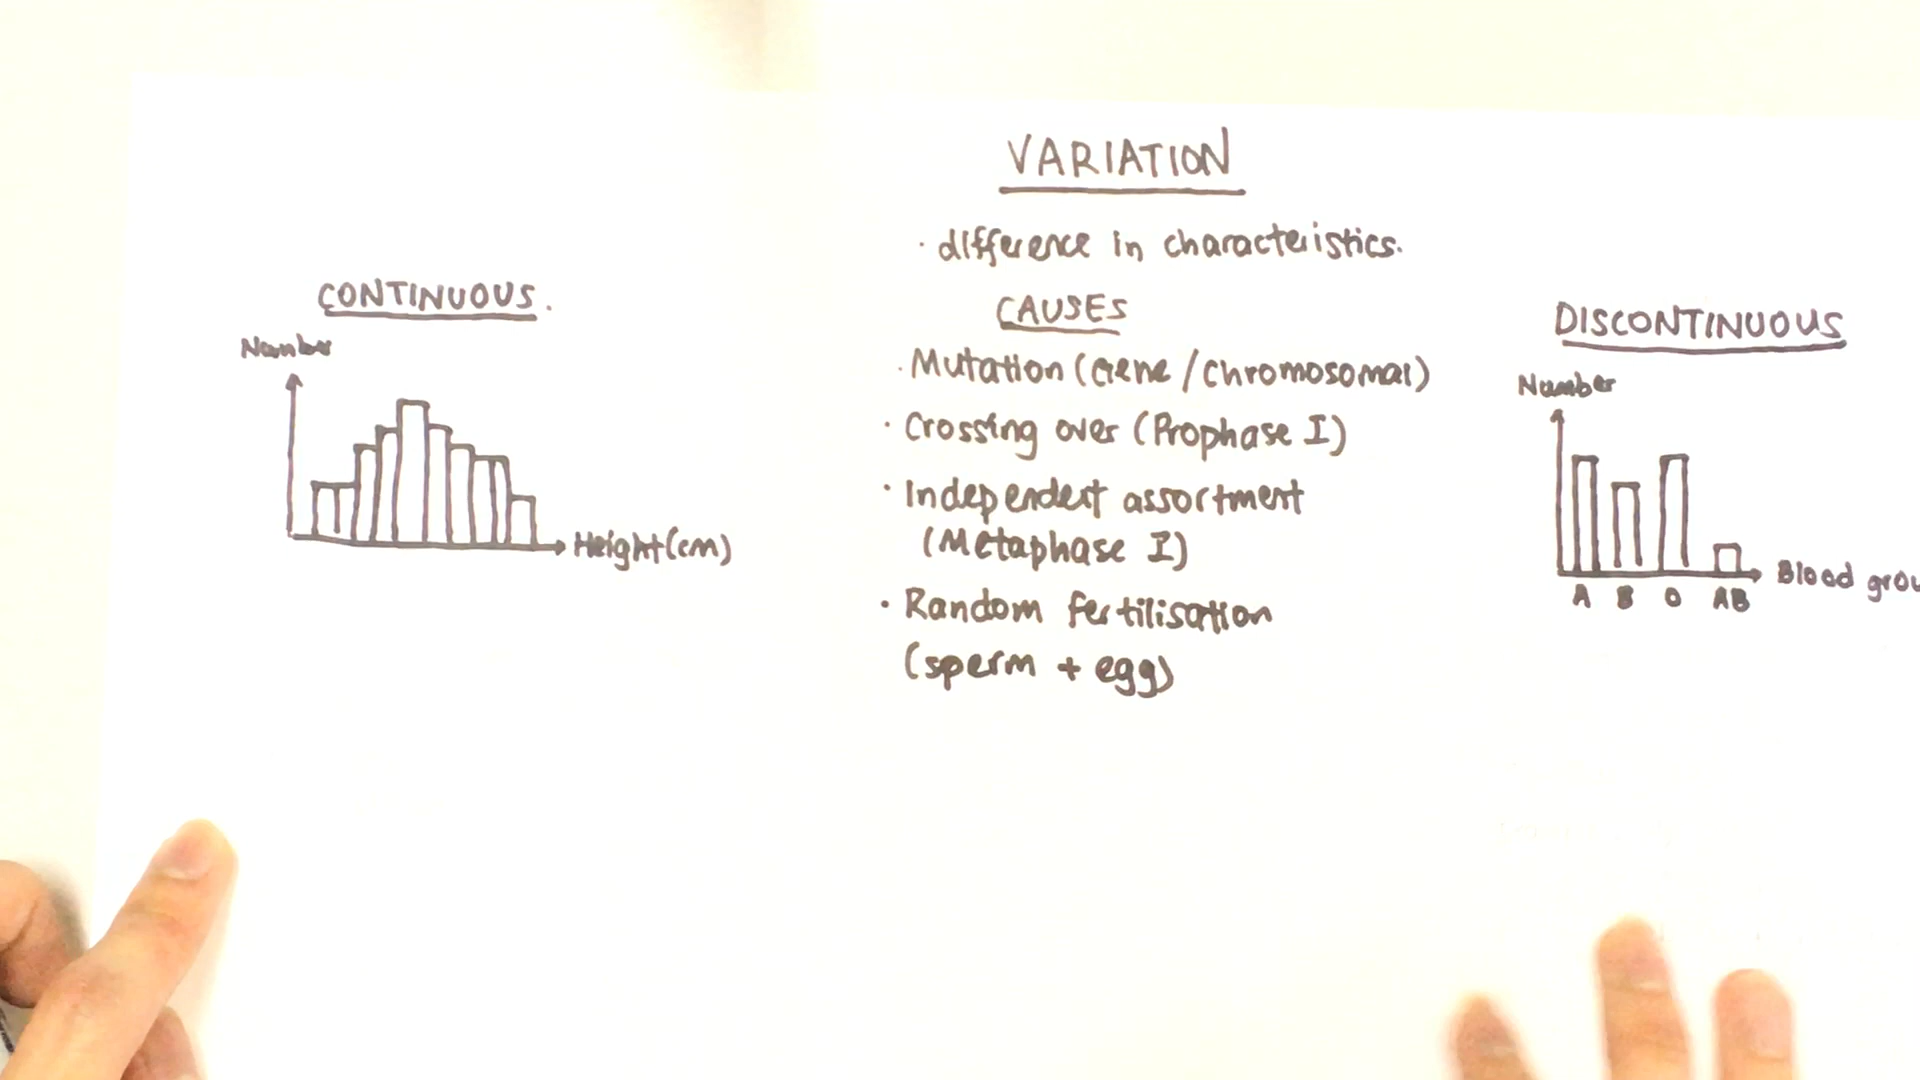 VARIATION
· difference in characteristics.
CONTINUOUS.
Number
Height(cm)
CAUSES
· Mutation (Gene / chromosomal)
· Crossing over (Prophase I)
· Independent assortment
(Metaphase I)
· Random fertilisation
(sperm + egg)
DISCONTINUOUS
Number
Blood grou
A B O AB